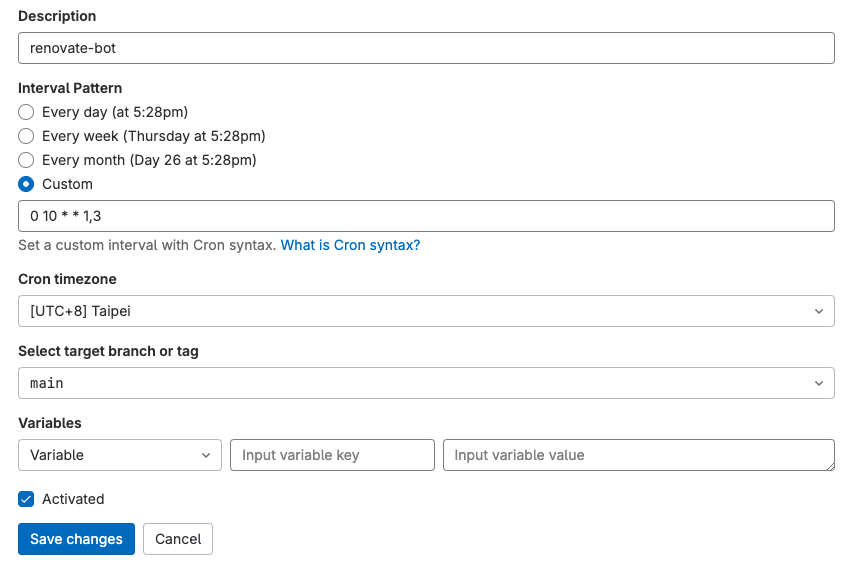 Description
renovate-bot
Interval Pattern
Every day (at 5:28pm)
Every week (Thursday at 5:28pm)
Every month (Day 26 at 5:28pm)
Custom
0 10 * * 1,3
Set a custom interval with Cron syntax. What is Cron syntax?
Cron timezone
[UTC+8] Taipei
Select target branch or tag
main
Variables
Variable Input variable key Input variable value
Activated
Save changes Cancel